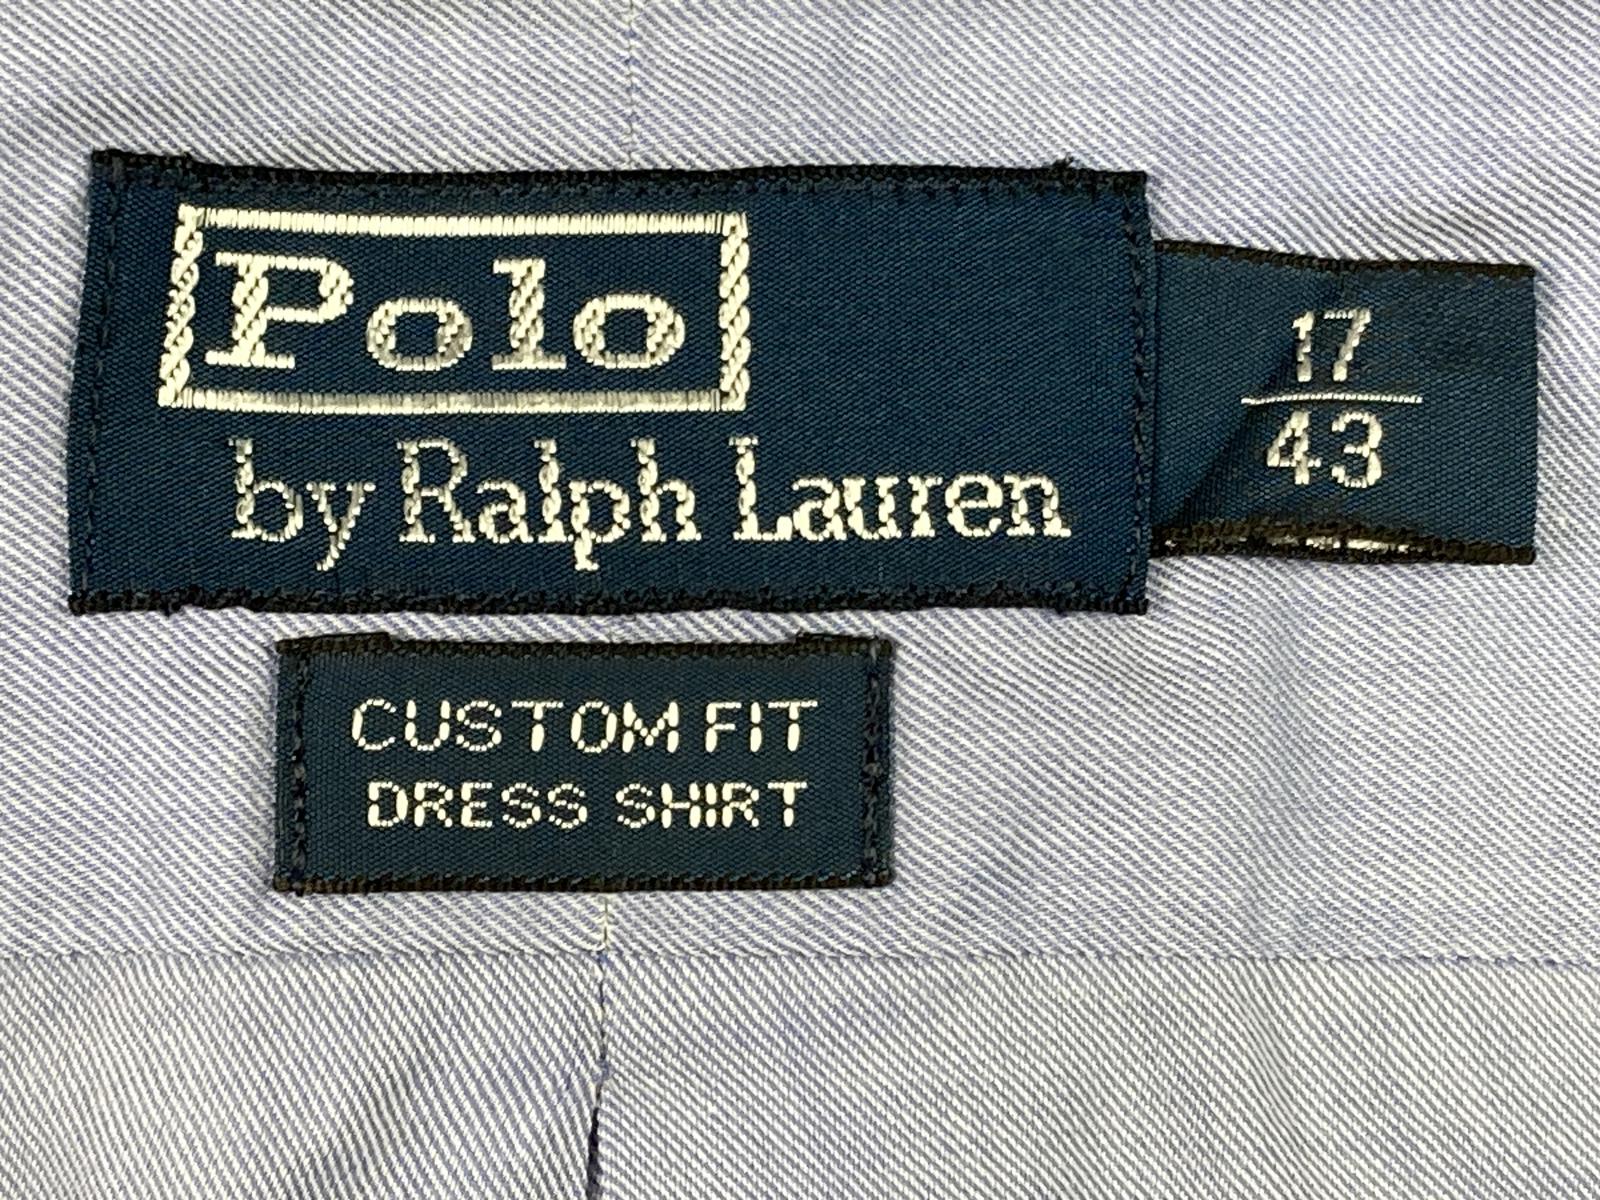 Polo
by Ralph Lauren
17
43
CUSTOM FIT
DRESS SHIRT